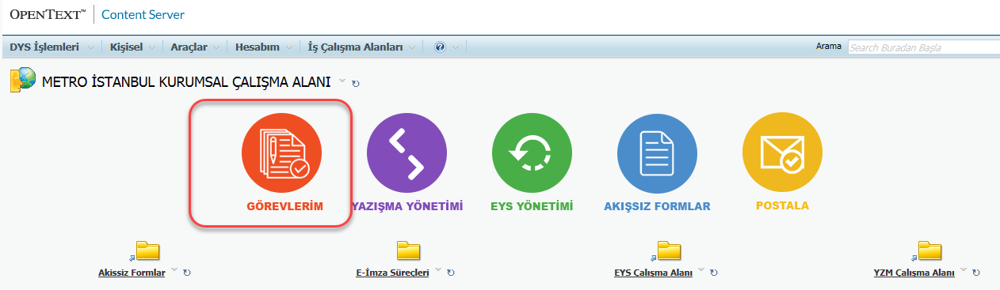 OPENTEXT™ Content Server
DYS İşlemleri Kişisel Araçlar Hesabım İş Çalışma Alanları ? Arama Search Buradan Başla
METRO İSTANBUL KURUMSAL ÇALIŞMA ALANI
GÖREVLERİM YAZIŞMA YÖNETİMİ EYS YÖNETİMİ AKIŞSIZ FORMLAR POSTALA
Akissiz Formlar E-İmza Süreçleri EYS Çalışma Alanı YZM Çalışma Alanı